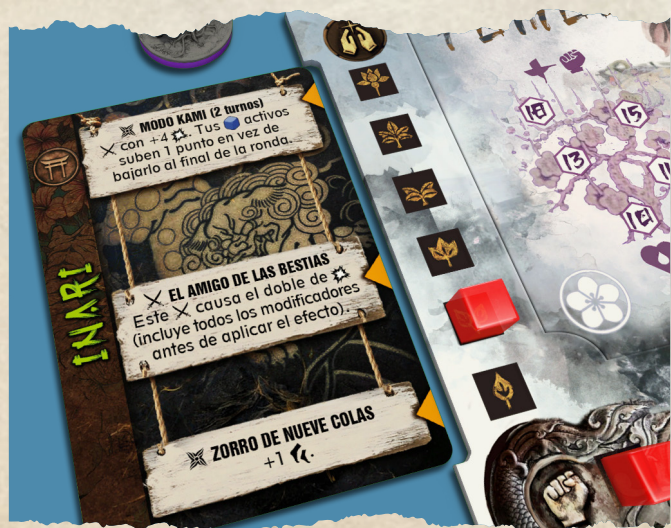 MODO KAMI (2 turnos)
con +4. Tus activos
suben 1 punto en vez de
bajarlo al final de la ronda.
EL AMIGO DE LAS BESTIAS
Este causa el doble de
(incluye todos los modificadores
antes de aplicar el efecto).
ZORRO DE NUEVE COLAS
+1.
INARI
18
15
13